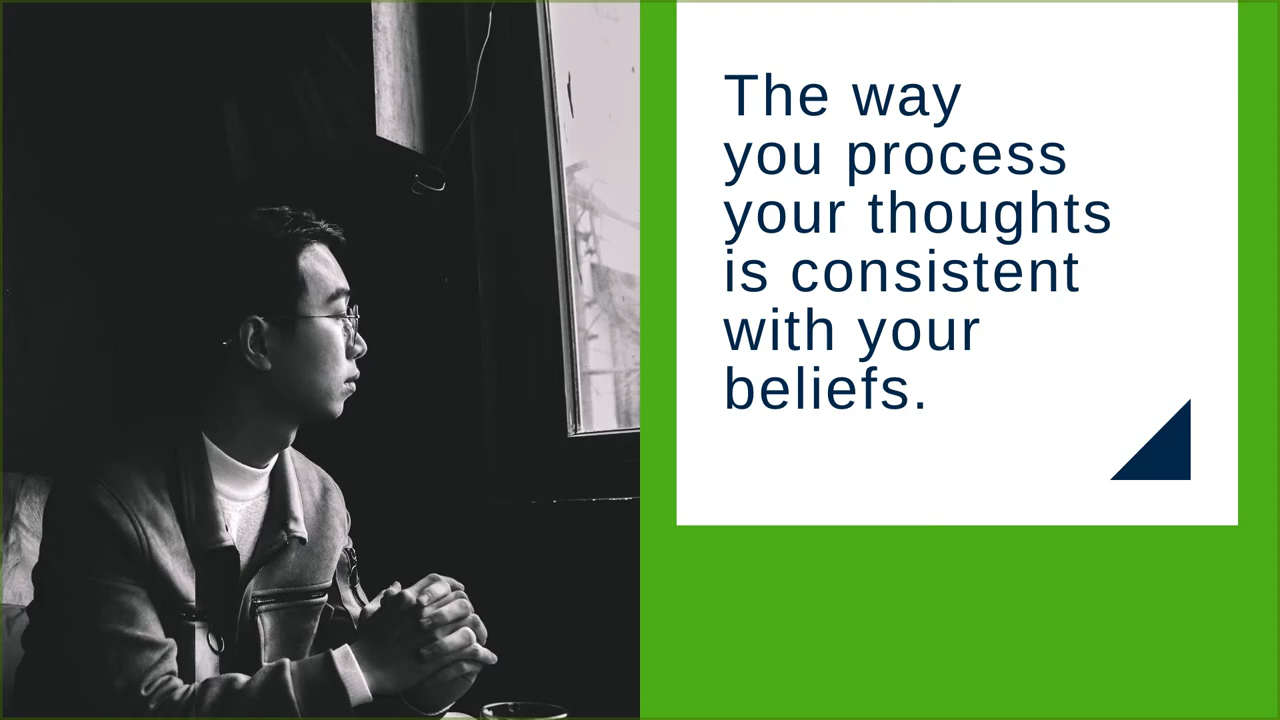 The way
you process
your thoughts
is consistent
with your
beliefs.